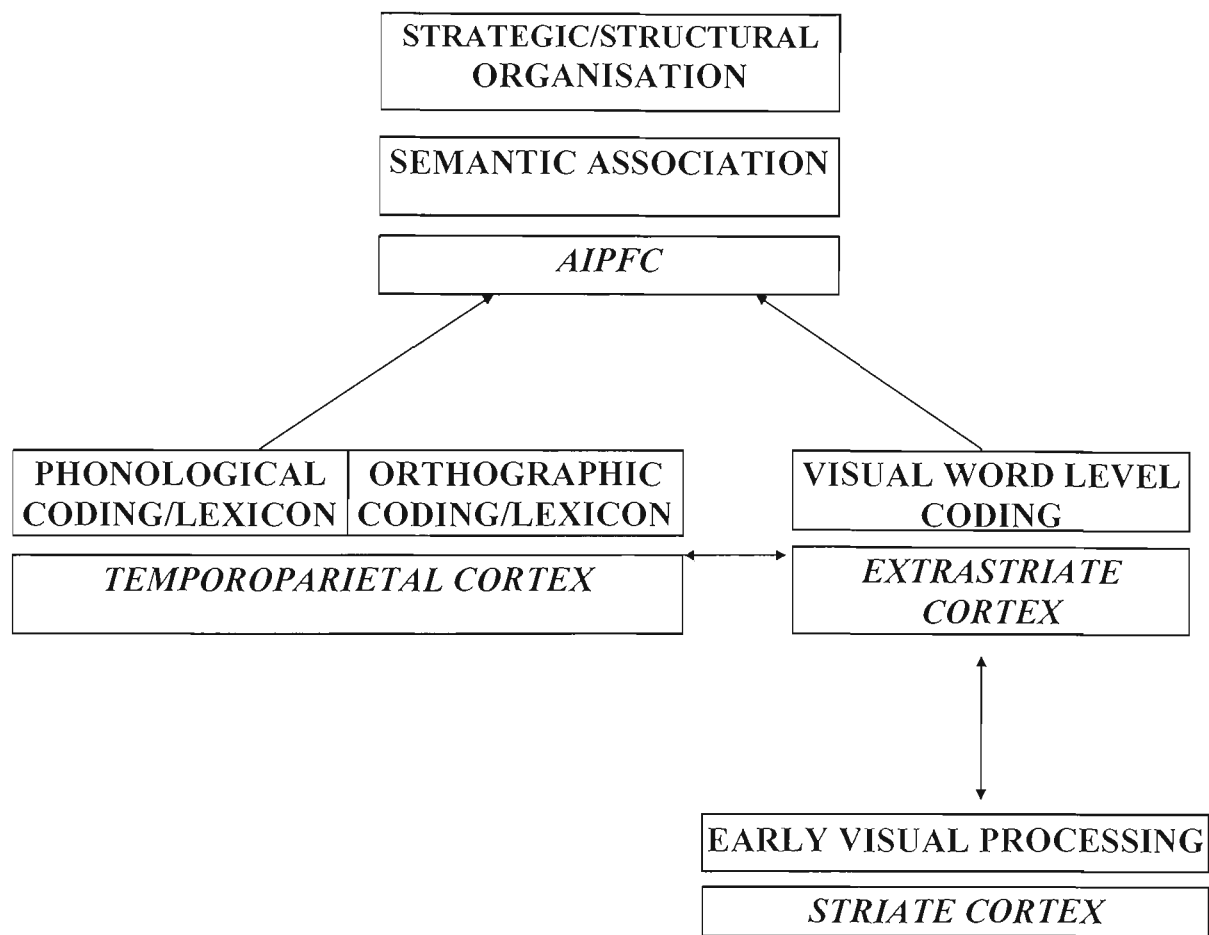 STRATEGIC/STRUCTURAL
ORGANISATION
SEMANTIC ASSOCIATION
AIPFC
PHONOLOGICAL
CODING/LEXICON
ORTHOGRAPHIC
CODING/LEXICON
TEMPOROPARIETAL CORTEX
VISUAL WORD LEVEL
CODING
EXTRASTRIATE
CORTEX
EARLY VISUAL PROCESSING
STRIATE CORTEX